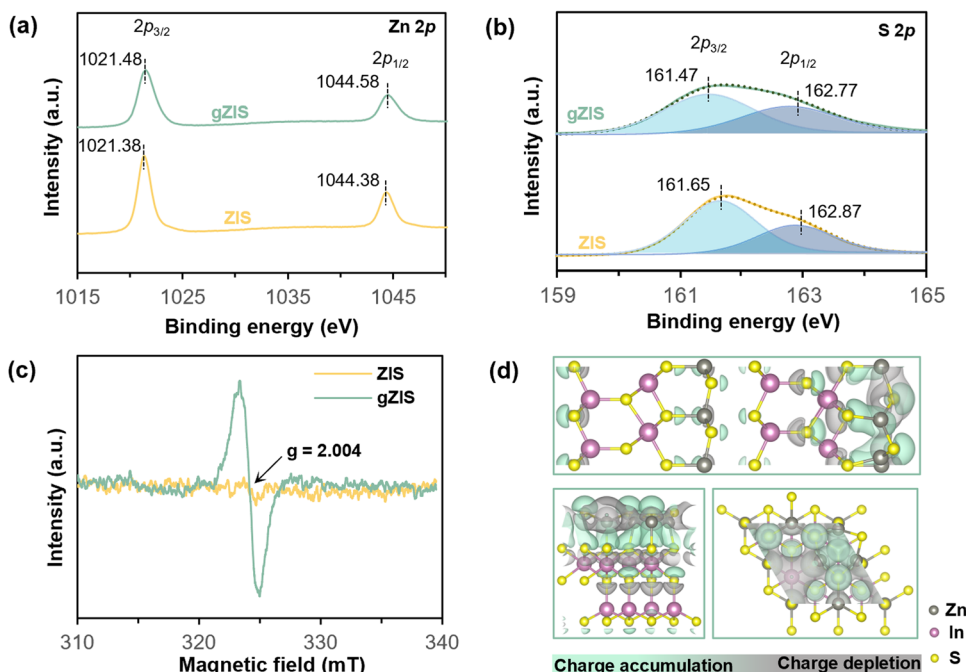 (a)
Zn 2p
2p3/2
1021.48
2p1/2
1044.58
gZIS
1021.38
1044.38
ZIS
Intensity (a.u.)
1015 1025 1035 1045
Binding energy (eV)
(b)
S 2p
2p3/2
2p1/2
161.47
162.77
gZIS
161.65
162.87
ZIS
Intensity (a.u.)
159 161 163 165
Binding energy (eV)
(c)
ZIS
gZIS
g = 2.004
Intensity (a.u.)
310 320 330 340
Magnetic field (mT)
(d)
Zn
In
S
Charge accumulation Charge depletion